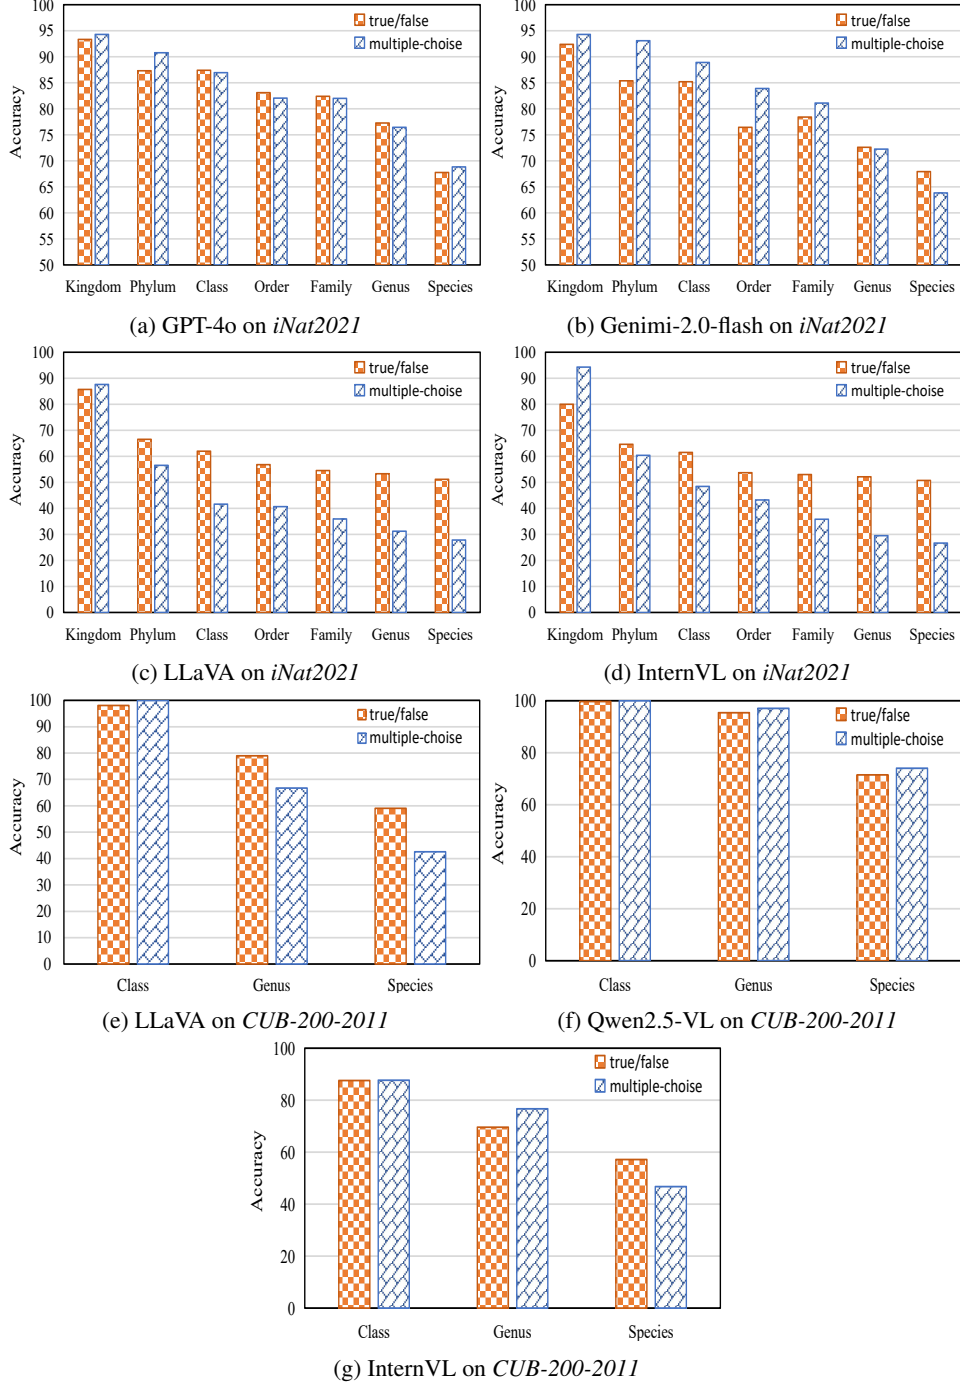 100
95
90
85
80
75
70
65
60
55
50
Accuracy
true/false
multiple-choise
Kingdom Phylum Class Order Family Genus Species
(a) GPT-4o on iNat2021
100
95
90
85
80
75
70
65
60
55
50
Accuracy
true/false
multiple-choise
Kingdom Phylum Class Order Family Genus Species
(b) Genimi-2.0-flash on iNat2021
100
90
80
70
60
50
40
30
20
10
0
Accuracy
true/false
multiple-choise
Kingdom Phylum Class Order Family Genus Species
(c) LLaVA on iNat2021
100
90
80
70
60
50
40
30
20
10
0
Accuracy
true/false
multiple-choise
Kingdom Phylum Class Order Family Genus Species
(d) InternVL on iNat2021
100
90
80
70
60
50
40
30
20
10
0
Accuracy
true/false
multiple-choise
Class Genus Species
(e) LLaVA on CUB-200-2011
100
80
60
40
20
0
Accuracy
true/false
multiple-choise
Class Genus Species
(f) Qwen2.5-VL on CUB-200-2011
100
80
60
40
20
0
Accuracy
true/false
multiple-choise
Class Genus Species
(g) InternVL on CUB-200-2011